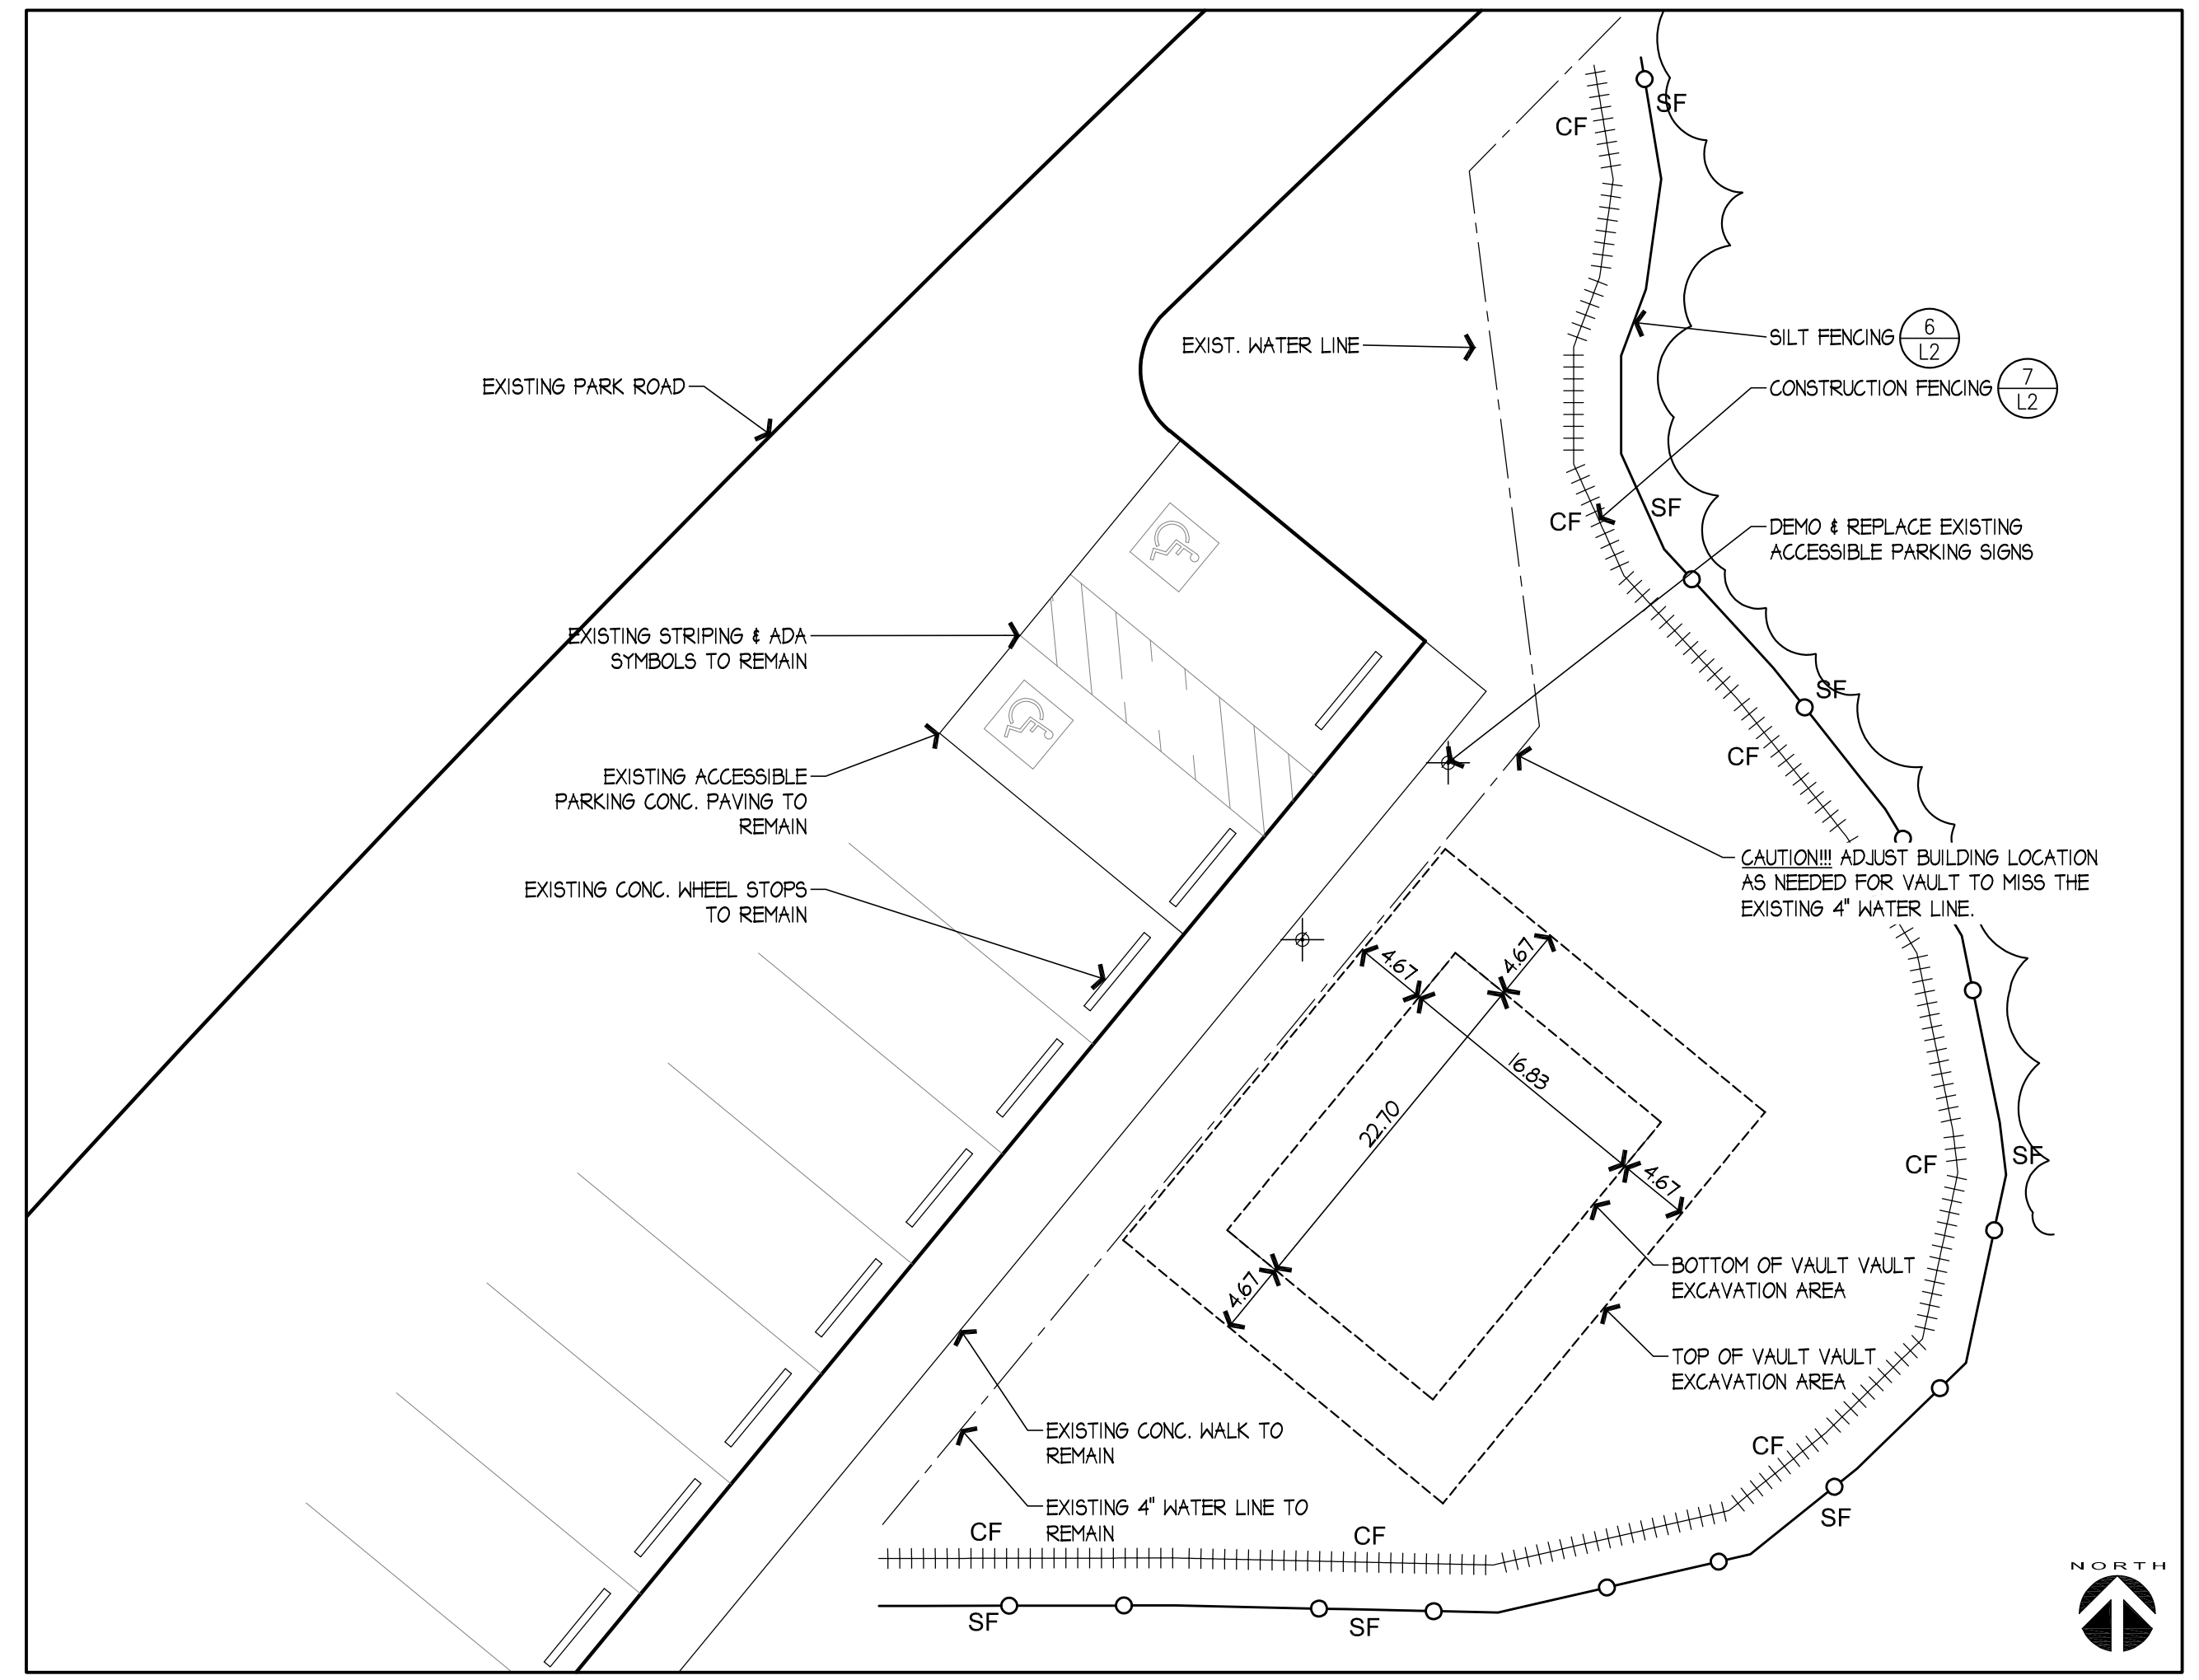 SF
CF
EXIST. WATER LINE
SILT FENCING
6
L2
EXISTING PARK ROAD
CONSTRUCTION FENCING
7
L2
CF
SF
DEMO & REPLACE EXISTING
ACCESSIBLE PARKING SIGNS
EXISTING STRIPING & ADA
SYMBOLS TO REMAIN
SF
CF
EXISTING ACCESSIBLE
PARKING CONC. PAVING TO
REMAIN
CAUTION!!! ADJUST BUILDING LOCATION
AS NEEDED FOR VAULT TO MISS THE
EXISTING 4" WATER LINE.
EXISTING CONC. WHEEL STOPS
TO REMAIN
4.67
4.67
16.83
22.70
4.67
4.67
CF
SF
BOTTOM OF VAULT VAULT
EXCAVATION AREA
TOP OF VAULT VAULT
EXCAVATION AREA
EXISTING CONC. WALK TO
REMAIN
CF
EXISTING 4" WATER LINE TO
REMAIN
CF
CF
SF
SF
SF
NORTH